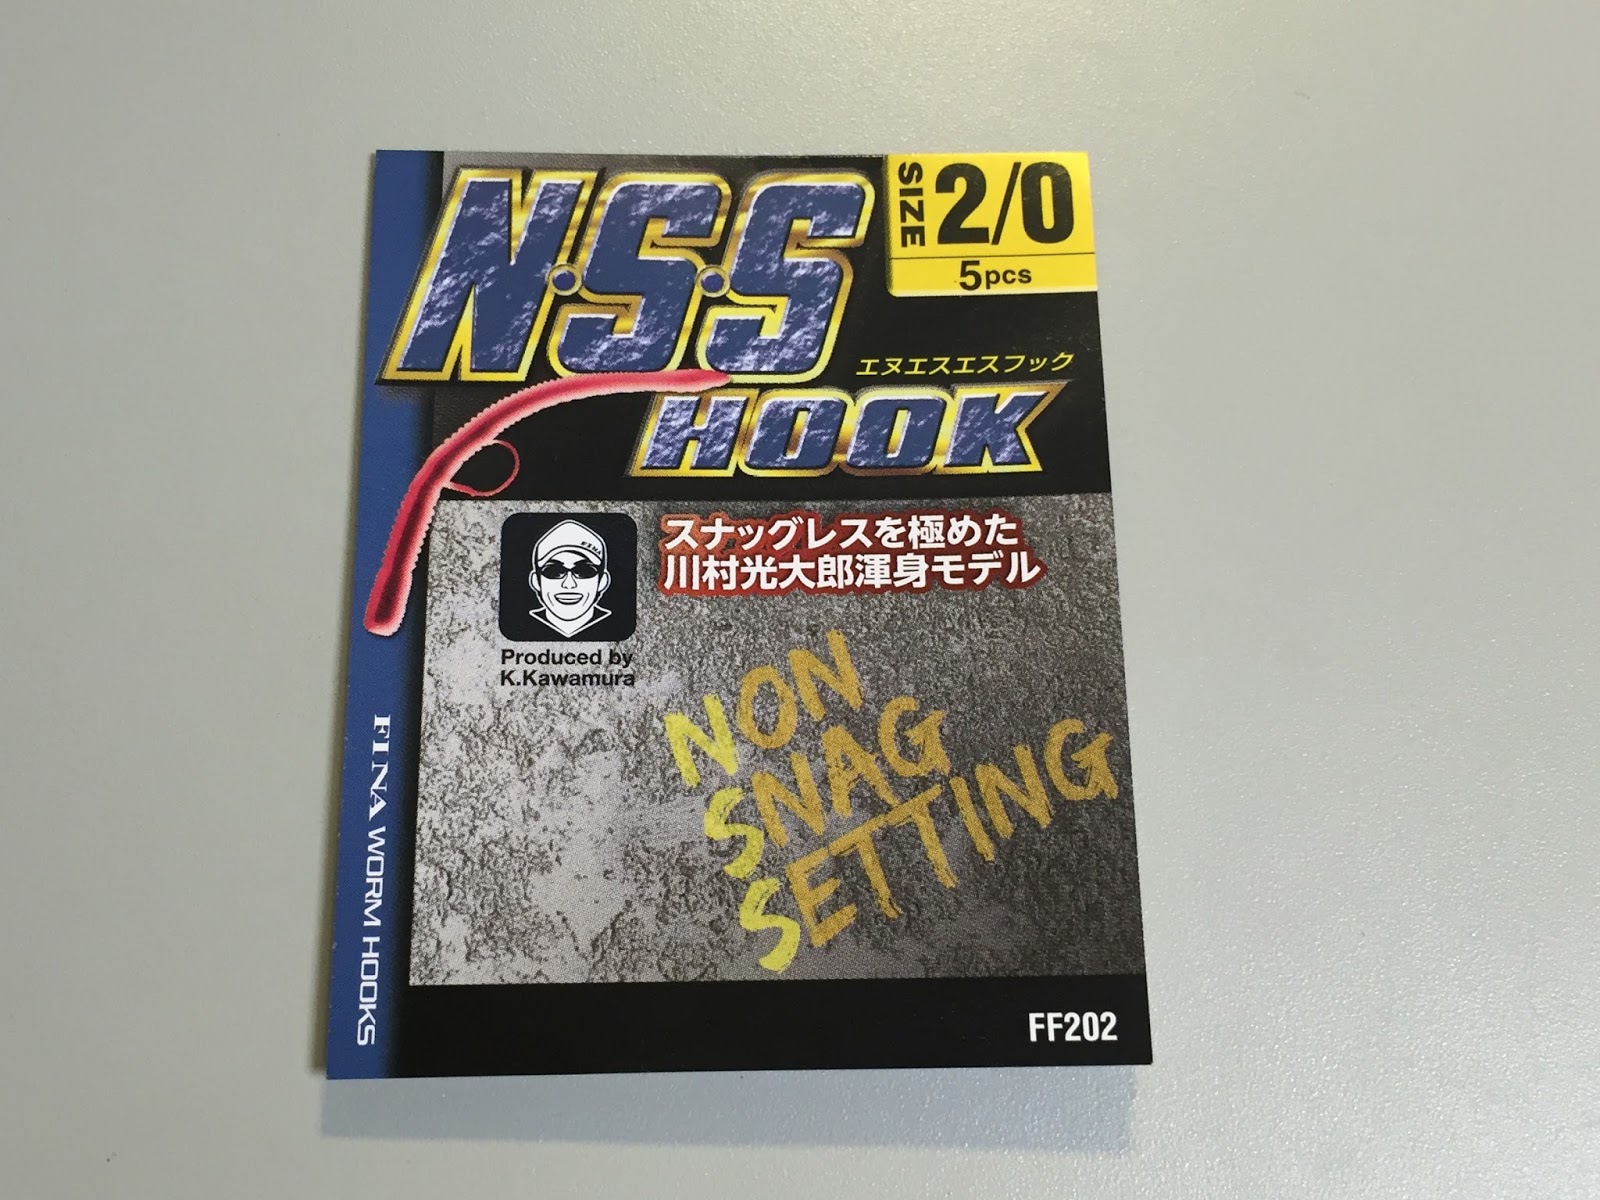 N·S·S
HOOK
エヌエスエスフック
SIZE
2/0
5pcs
スナッグレスを極めた
川村光大郎渾身モデル
FINA
Produced by
K.Kawamura
NON
SNAG
SETTING
FINA WORM HOOKS
FF202